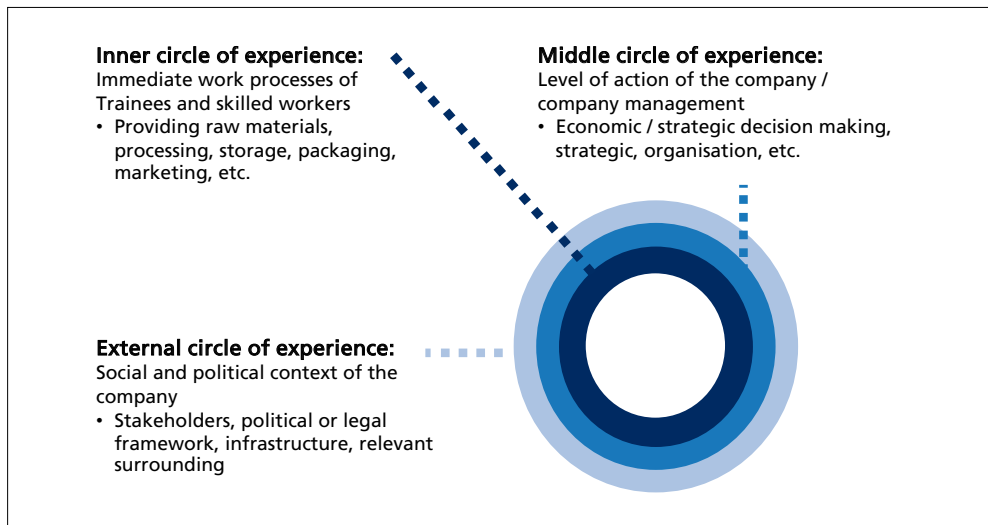 Inner circle of experience:
Immediate work processes of
Trainees and skilled workers
• Providing raw materials,
processing, storage, packaging,
marketing, etc.
Middle circle of experience:
Level of action of the company /
company management
• Economic / strategic decision making,
strategic, organisation, etc.
External circle of experience:
Social and political context of the
company
• Stakeholders, political or legal
framework, infrastructure, relevant
surrounding